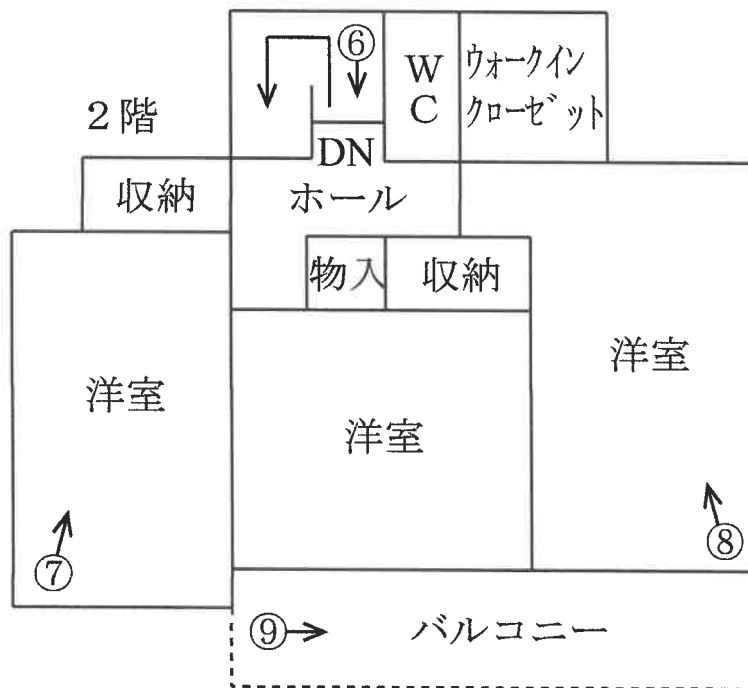 ⑥
W
C
ウォークイン
クローゼット
2階
DN
収納
ホール
物入
収納
洋室
洋室
洋室
⑦
⑧
⑨
バルコニー